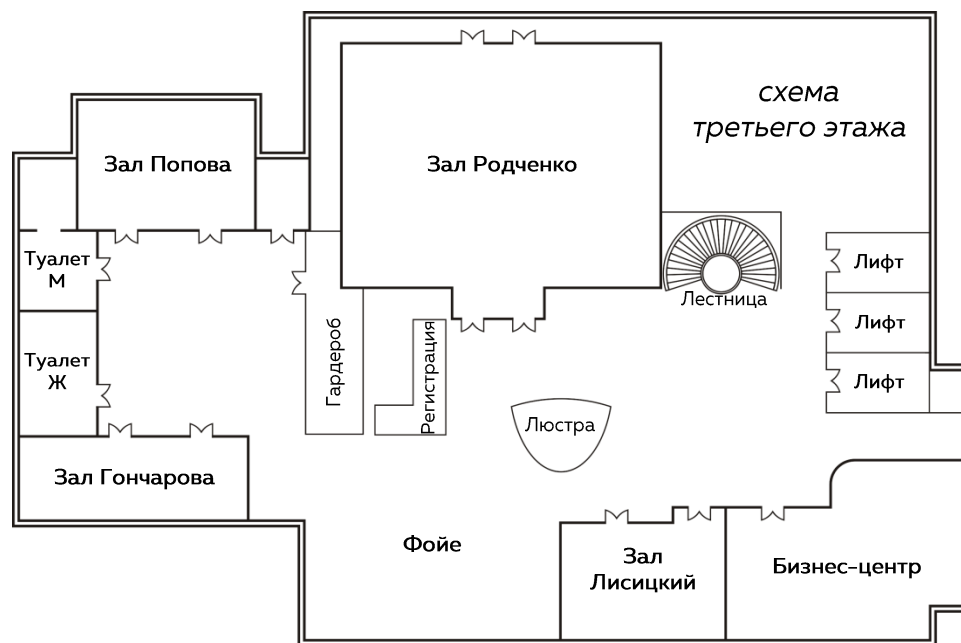 схема
третьего этажа
Зал Попова
Зал Родченко
Туалет
М
Лифт
Лестница
Лифт
Туалет
Ж
Гардероб
Регистрация
Лифт
Люстра
Зал Гончарова
Фойе
Зал
Лисицкий
Бизнес-центр